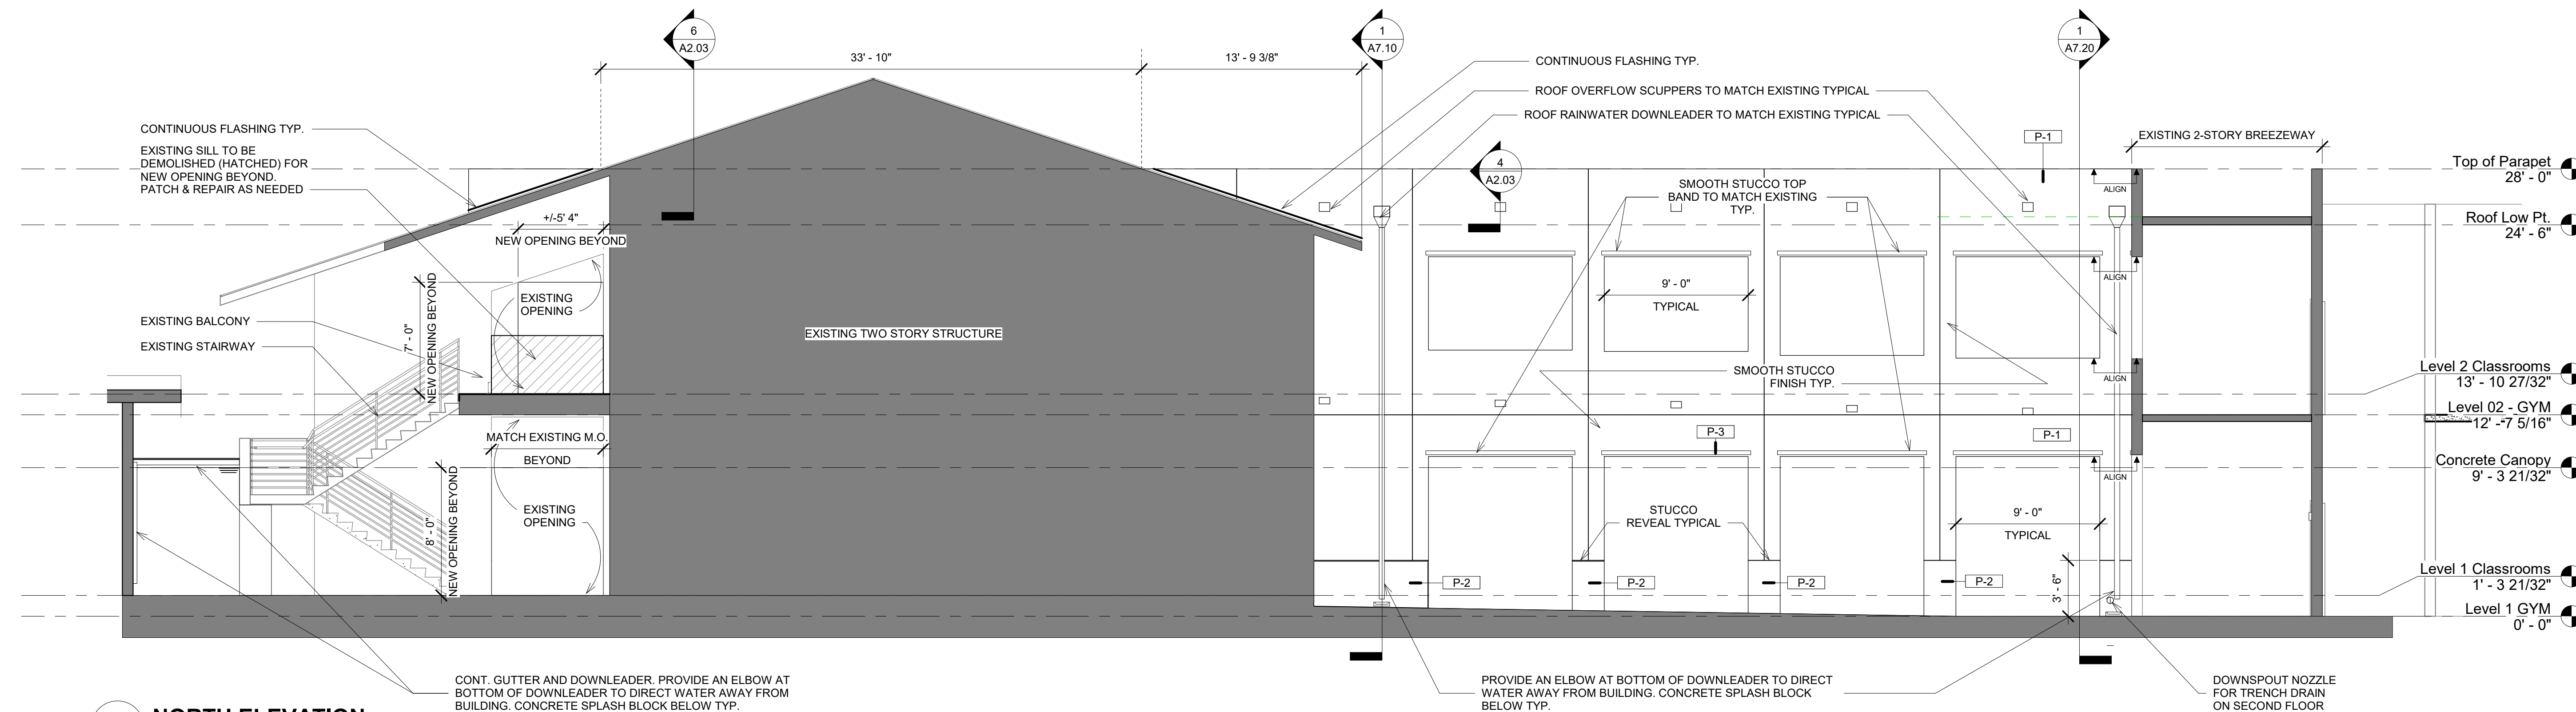 6
A2.03
1
A7.10
1
A7.20
33' - 10"
13' - 9 3/8"
CONTINUOUS FLASHING TYP.
ROOF OVERFLOW SCUPPERS TO MATCH EXISTING TYPICAL
ROOF RAINWATER DOWNLEADER TO MATCH EXISTING TYPICAL
CONTINUOUS FLASHING TYP.
EXISTING SILL TO BE
DEMOLISHED (HATCHED) FOR
NEW OPENING BEYOND.
PATCH & REPAIR AS NEEDED
P-1
EXISTING 2-STORY BREEZEWAY
4
A2.03
SMOOTH STUCCO TOP
BAND TO MATCH EXISTING
TYP.
ALIGN
Top of Parapet
28' - 0"
+/-5' 4"
NEW OPENING BEYOND
Roof Low Pt.
24' - 6"
EXISTING
OPENING
7' - 0"
NEW OPENING BEYOND
9' - 0"
TYPICAL
ALIGN
EXISTING BALCONY
EXISTING STAIRWAY
EXISTING TWO STORY STRUCTURE
SMOOTH STUCCO
FINISH TYP.
ALIGN
Level 2 Classrooms
13' - 10 27/32"
Level 02 - GYM
12' - 7 5/16"
MATCH EXISTING M.O.
BEYOND
P-3
P-1
Concrete Canopy
9' - 3 21/32"
ALIGN
8' - 0"
NEW OPENING BEYOND
EXISTING
OPENING
STUCCO
REVEAL TYPICAL
9' - 0"
TYPICAL
P-2
P-2
P-2
P-2
3' - 6"
Level 1 Classrooms
1' - 3 21/32"
Level 1 GYM
0' - 0"
CONT. GUTTER AND DOWNLEADER. PROVIDE AN ELBOW AT
BOTTOM OF DOWNLEADER TO DIRECT WATER AWAY FROM
BUILDING. CONCRETE SPLASH BLOCK BELOW TYP.
PROVIDE AN ELBOW AT BOTTOM OF DOWNLEADER TO DIRECT
WATER AWAY FROM BUILDING. CONCRETE SPLASH BLOCK
BELOW TYP.
DOWNSPOUT NOZZLE
FOR TRENCH DRAIN
ON SECOND FLOOR
NORTH ELEVATION